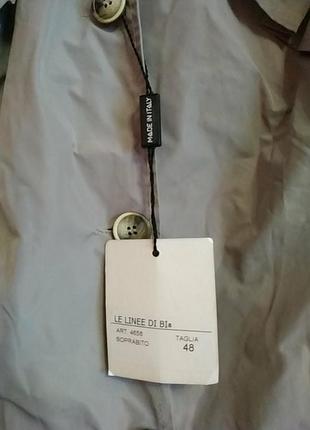 MADE IN ITALY
LE LINEE DI BIa
ART. 4656
SOPRABITO
TAGLIA
48